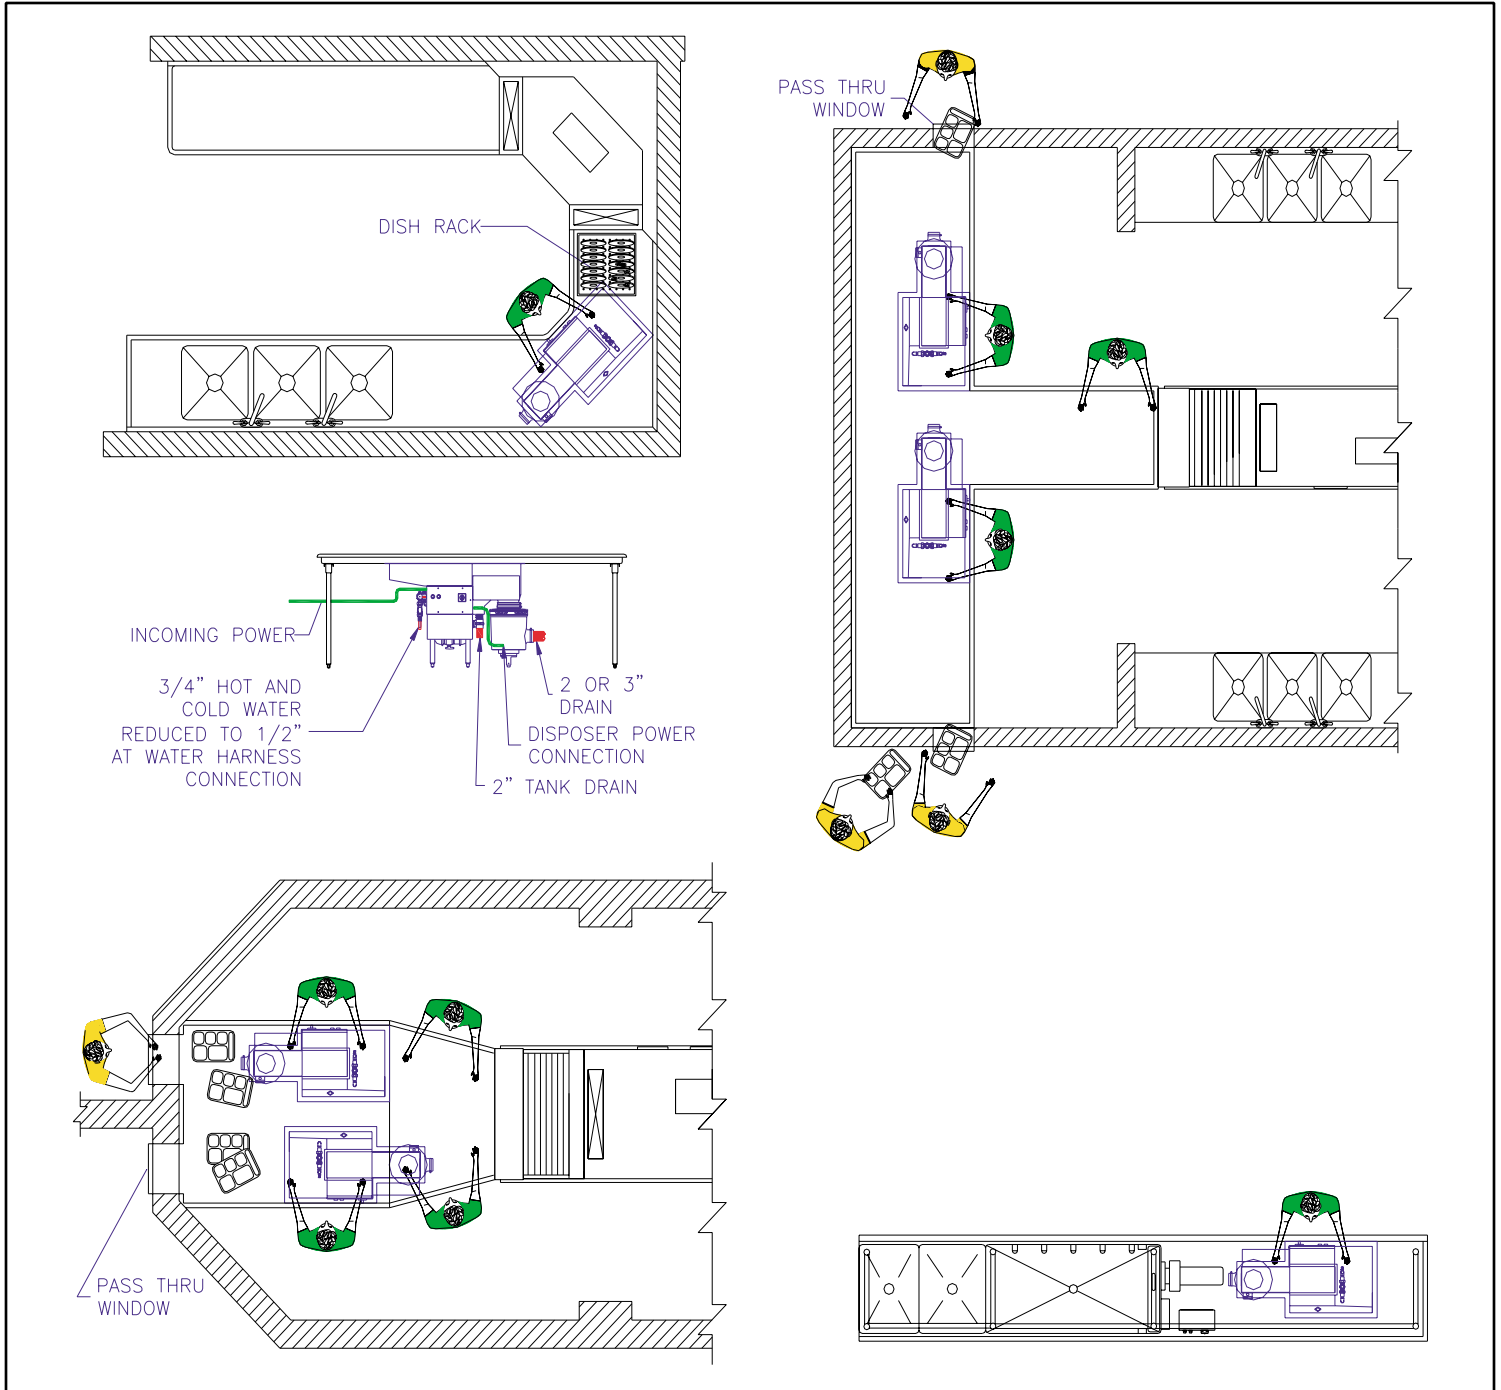 PASS THRU
WINDOW
DISH RACK
INCOMING POWER
3/4” HOT AND
COLD WATER
REDUCED TO 1/2”
AT WATER HARNESS
CONNECTION
2 OR 3”
DRAIN
DISPOSER POWER
CONNECTION
2” TANK DRAIN
PASS THRU
WINDOW